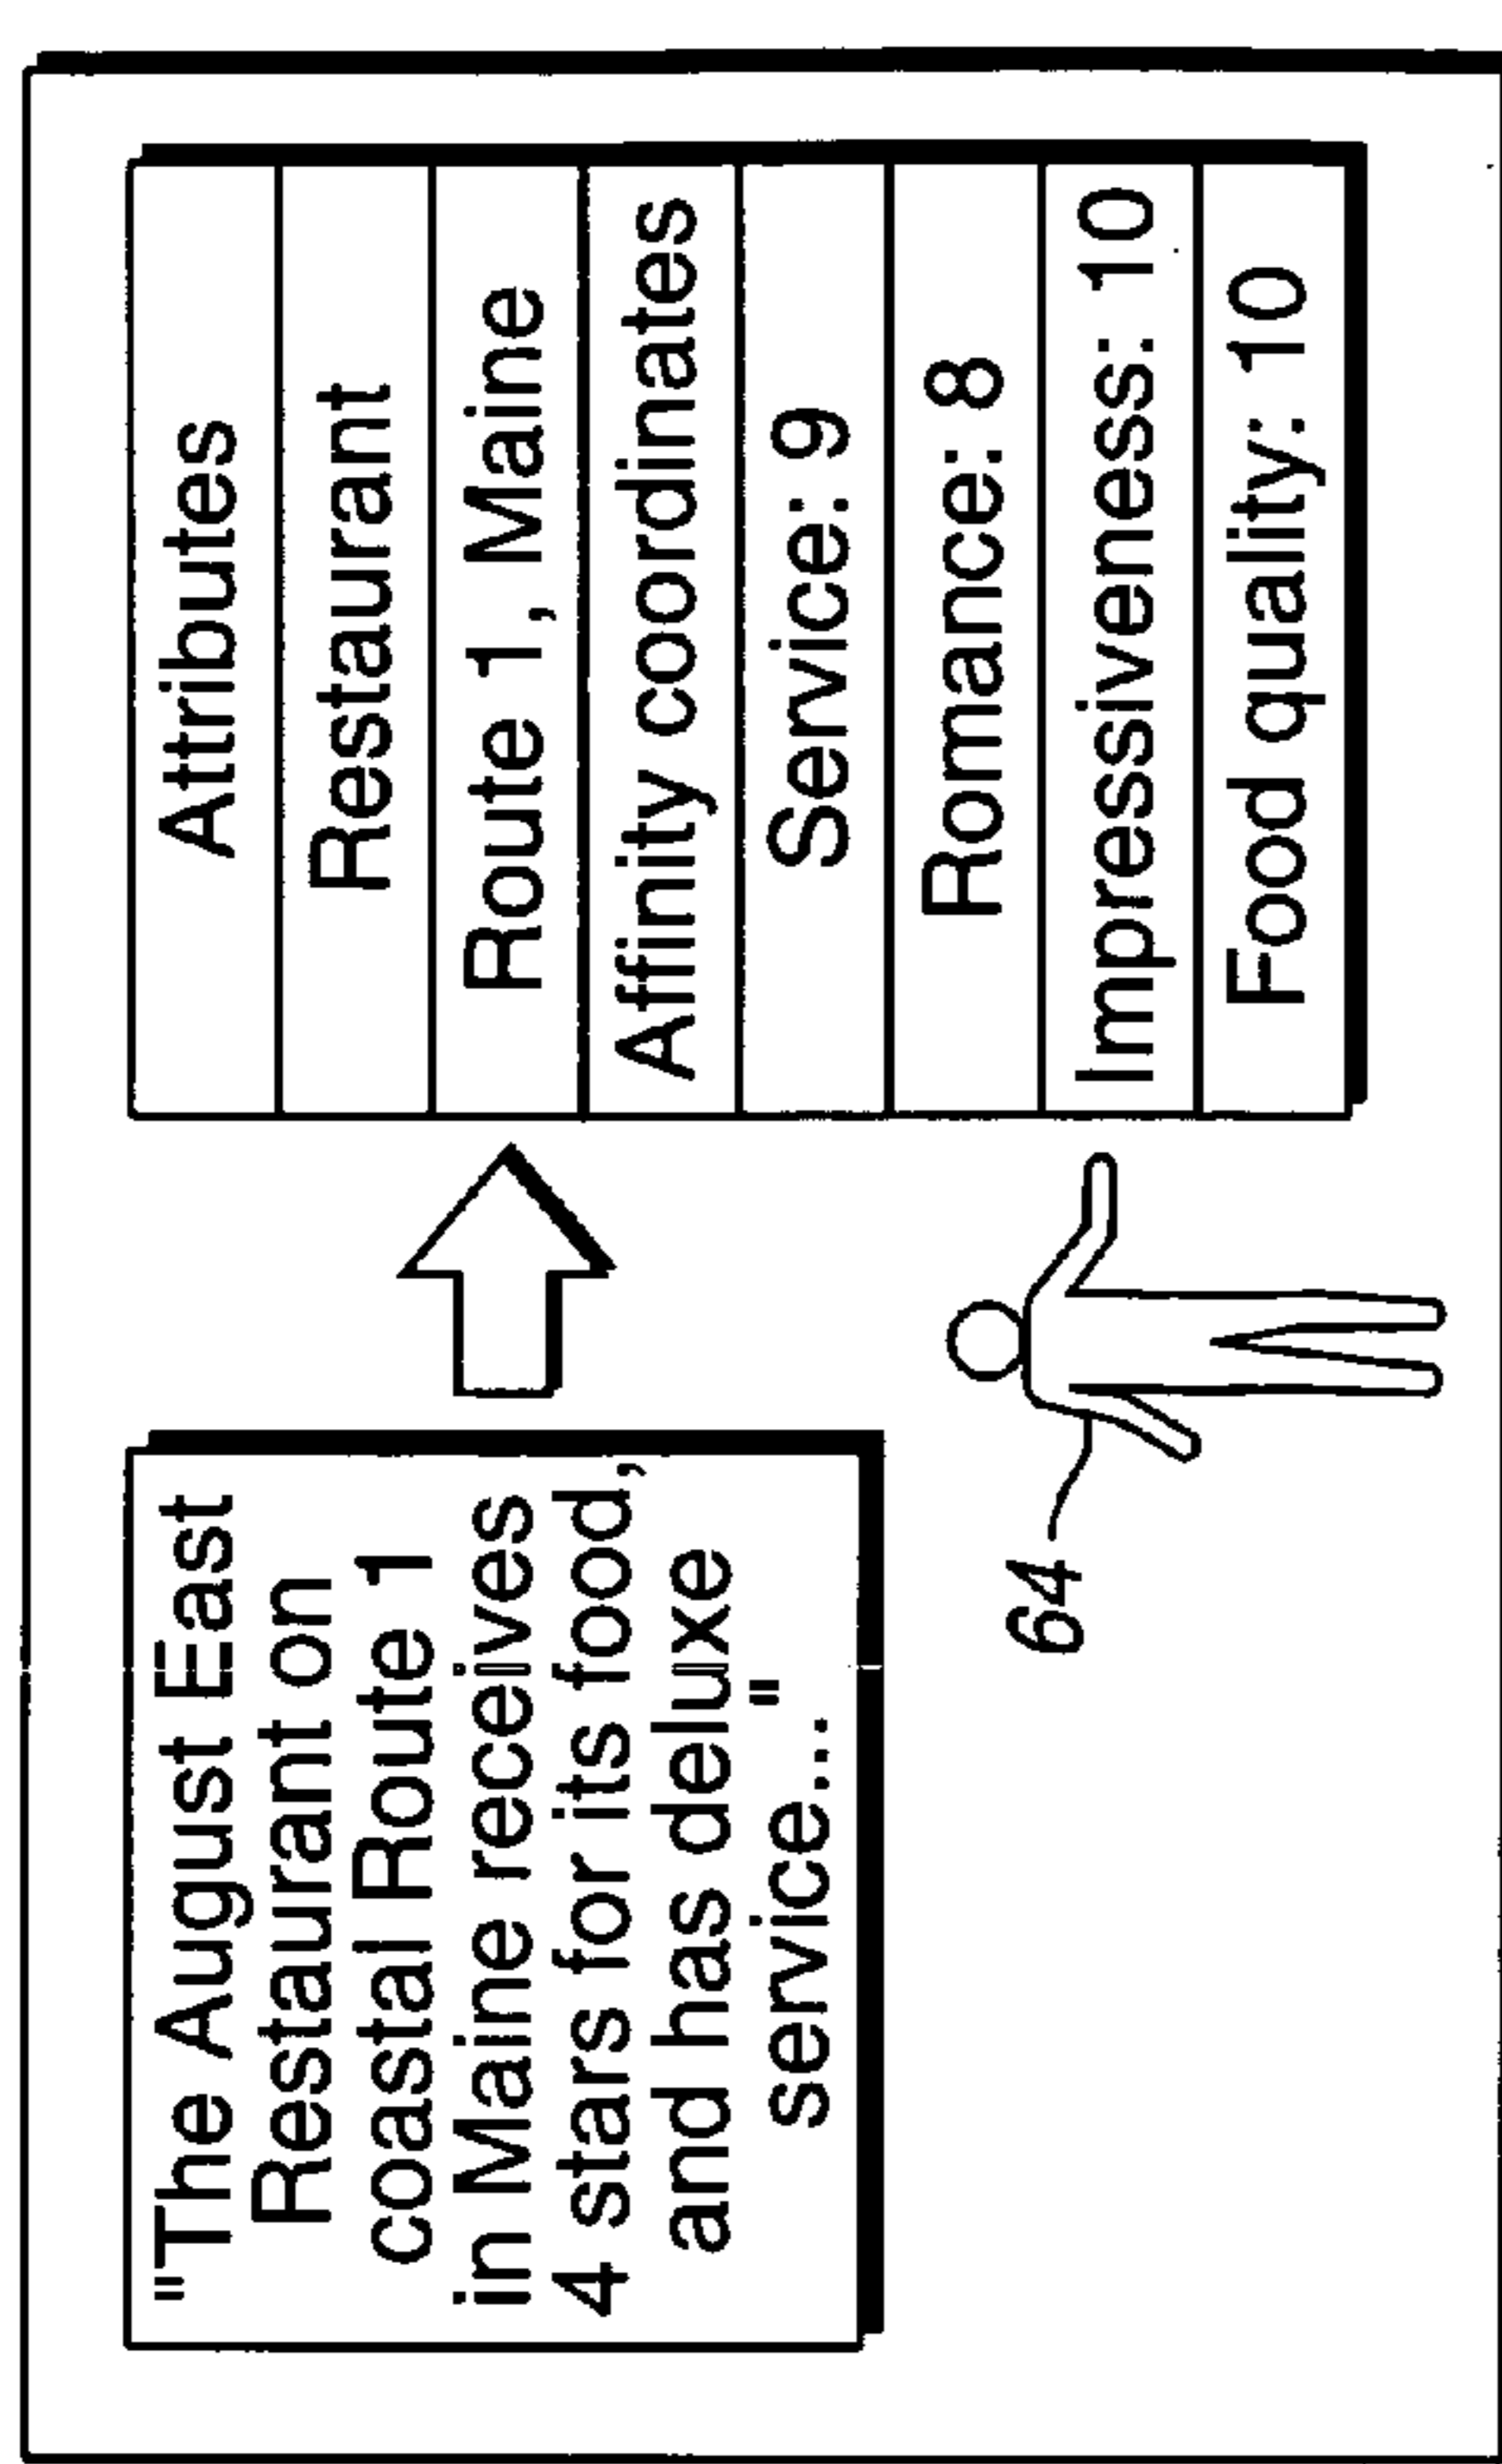 "The August East
Restaurant on
coastal Route 1
in Maine receives
4 stars for its food,
and has deluxe
service..."
Attributes
Restaurant
Route 1, Maine
Affinity coordinates
Service: 9
Romance: 8
Impressiveness: 10
Food quality: 10
64